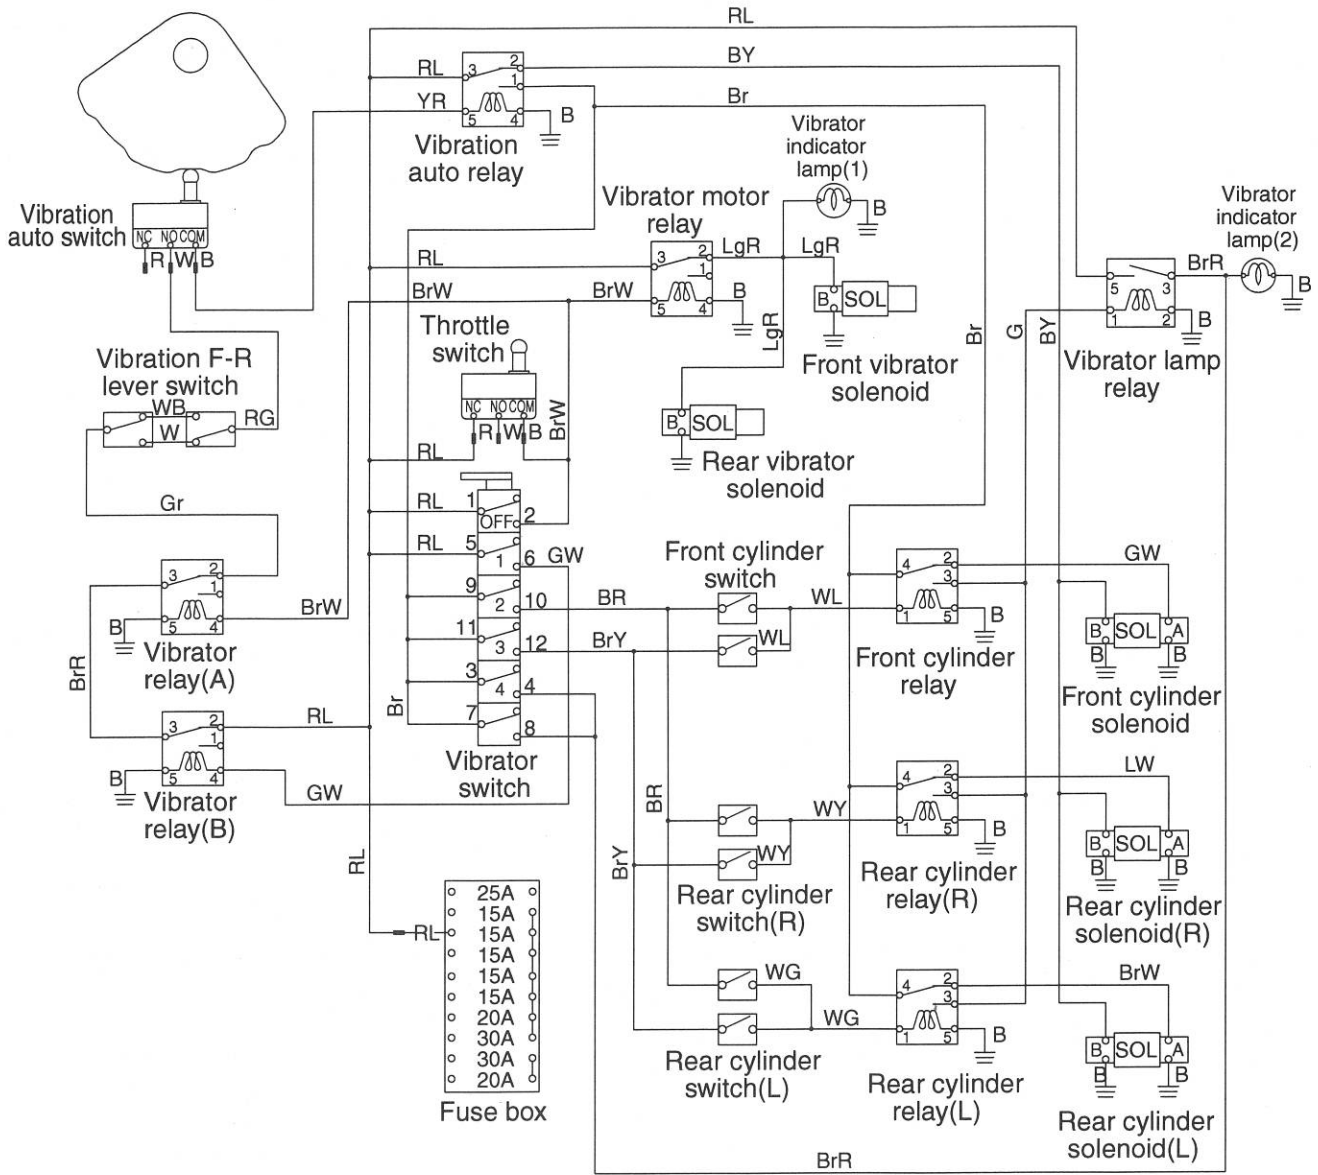 RL
BY
RL
3
2
1
Br
YR
5
4
B
Vibration
auto relay
Vibrator
indicator
lamp(1)
B
Vibrator
indicator
lamp(2)
Vibration
auto switch
NC NO COM
R W B
Vibrator motor
relay
RL
3
2
1
5
4
LgR
LgR
B
BrW
BrW
B SOL
Front vibrator
solenoid
LgR
B SOL
Rear vibrator
solenoid
BrR
B
5
3
1
2
B
Vibrator lamp
relay
Br
G
BY
Throttle
switch
NC NO COM
R W B
BrW
RL
Vibration F-R
lever switch
WB
W
RG
Gr
3
2
1
5
4
B
BrW
Vibrator
relay(A)
BrR
3
2
1
5
4
B
RL
GW
Vibrator
relay(B)
RL
1
OFF
2
RL
5
1
6
GW
9
2
10
BR
11
3
12
BrY
3
4
4
7
8
Br
Vibrator
switch
Front cylinder
switch
WL
WL
4
2
3
1
5
B
GW
Front cylinder
relay
B SOL A
B
B
Front cylinder
solenoid
BR
BrY
WY
WY
Rear cylinder
switch(R)
4
2
3
1
5
B
LW
Rear cylinder
relay(R)
B SOL A
B
B
Rear cylinder
solenoid(R)
WG
WG
Rear cylinder
switch(L)
4
2
3
1
5
B
BrW
Rear cylinder
relay(L)
B SOL A
B
B
Rear cylinder
solenoid(L)
RL
RL
25A
15A
15A
15A
15A
15A
20A
30A
30A
20A
Fuse box
BrR